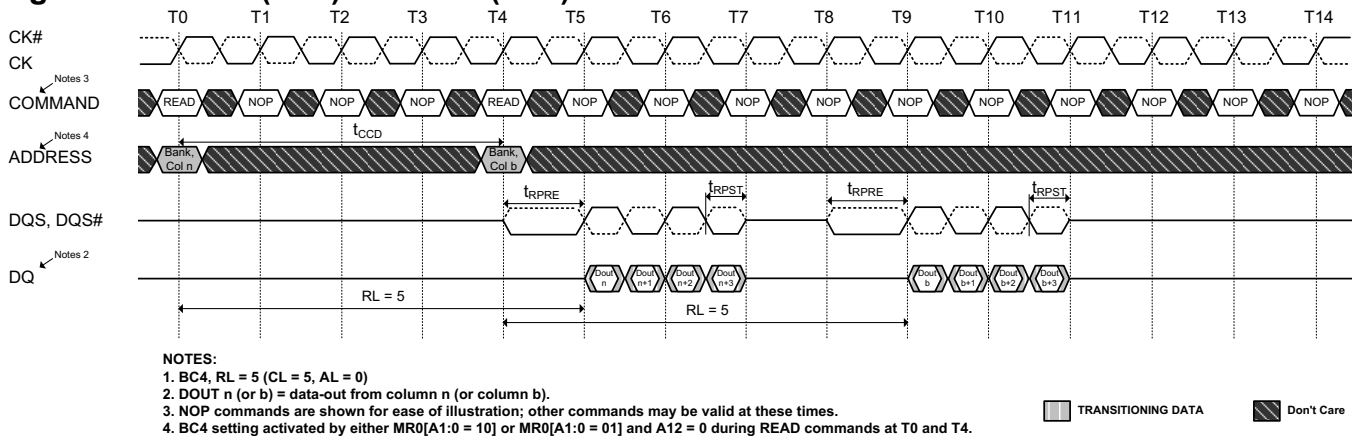 T0 T1 T2 T3 T4 T5 T6 T7 T8 T9 T10 T11 T12 T13 T14
CK#
CK
Notes 3
COMMAND READ NOP NOP NOP READ NOP NOP NOP NOP NOP NOP NOP NOP NOP NOP
tCCD
Notes 4
ADDRESS Bank, Col n Bank, Col b
tRPRE tRPST tRPRE tRPST
DQS, DQS#
Notes 2
DQ Dout n Dout n+1 Dout n+2 Dout n+3 Dout b Dout b+1 Dout b+2 Dout b+3
RL = 5
RL = 5
NOTES:
1. BC4, RL = 5 (CL = 5, AL = 0)
2. DOUT n (or b) = data-out from column n (or column b).
3. NOP commands are shown for ease of illustration; other commands may be valid at these times.
4. BC4 setting activated by either MR0[A1:0 = 10] or MR0[A1:0 = 01] and A12 = 0 during READ commands at T0 and T4.
TRANSITIONING DATA Don't Care